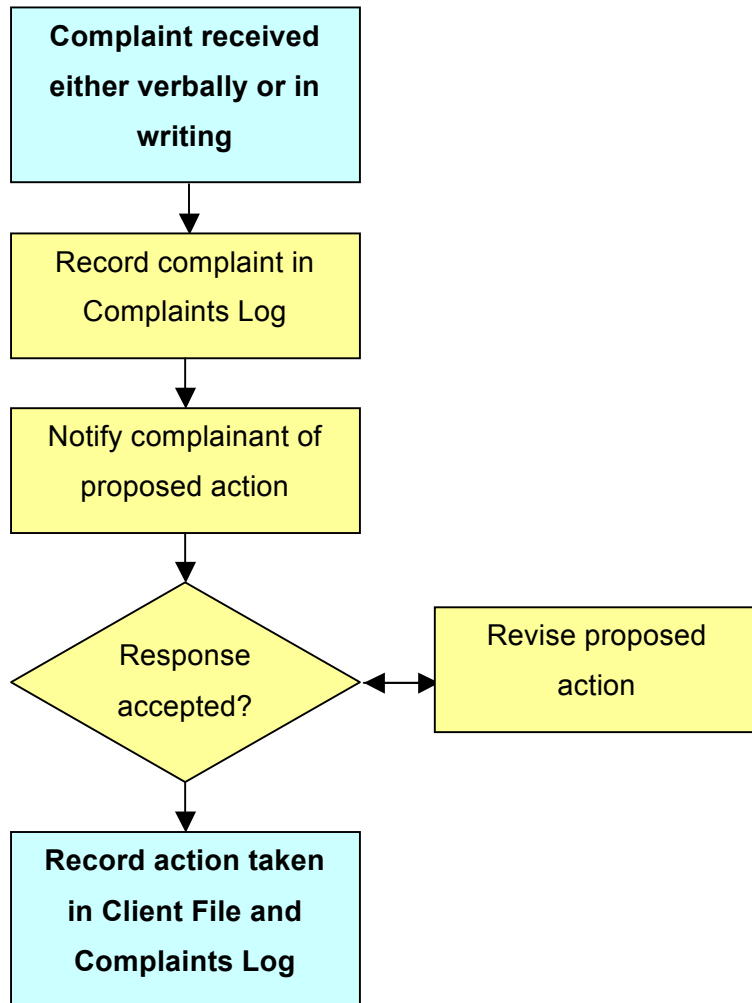 Complaint received
either verbally or in
writing
Record complaint in
Complaints Log
Notify complainant of
proposed action
Response
accepted?
Revise proposed
action
Record action taken
in Client File and
Complaints Log